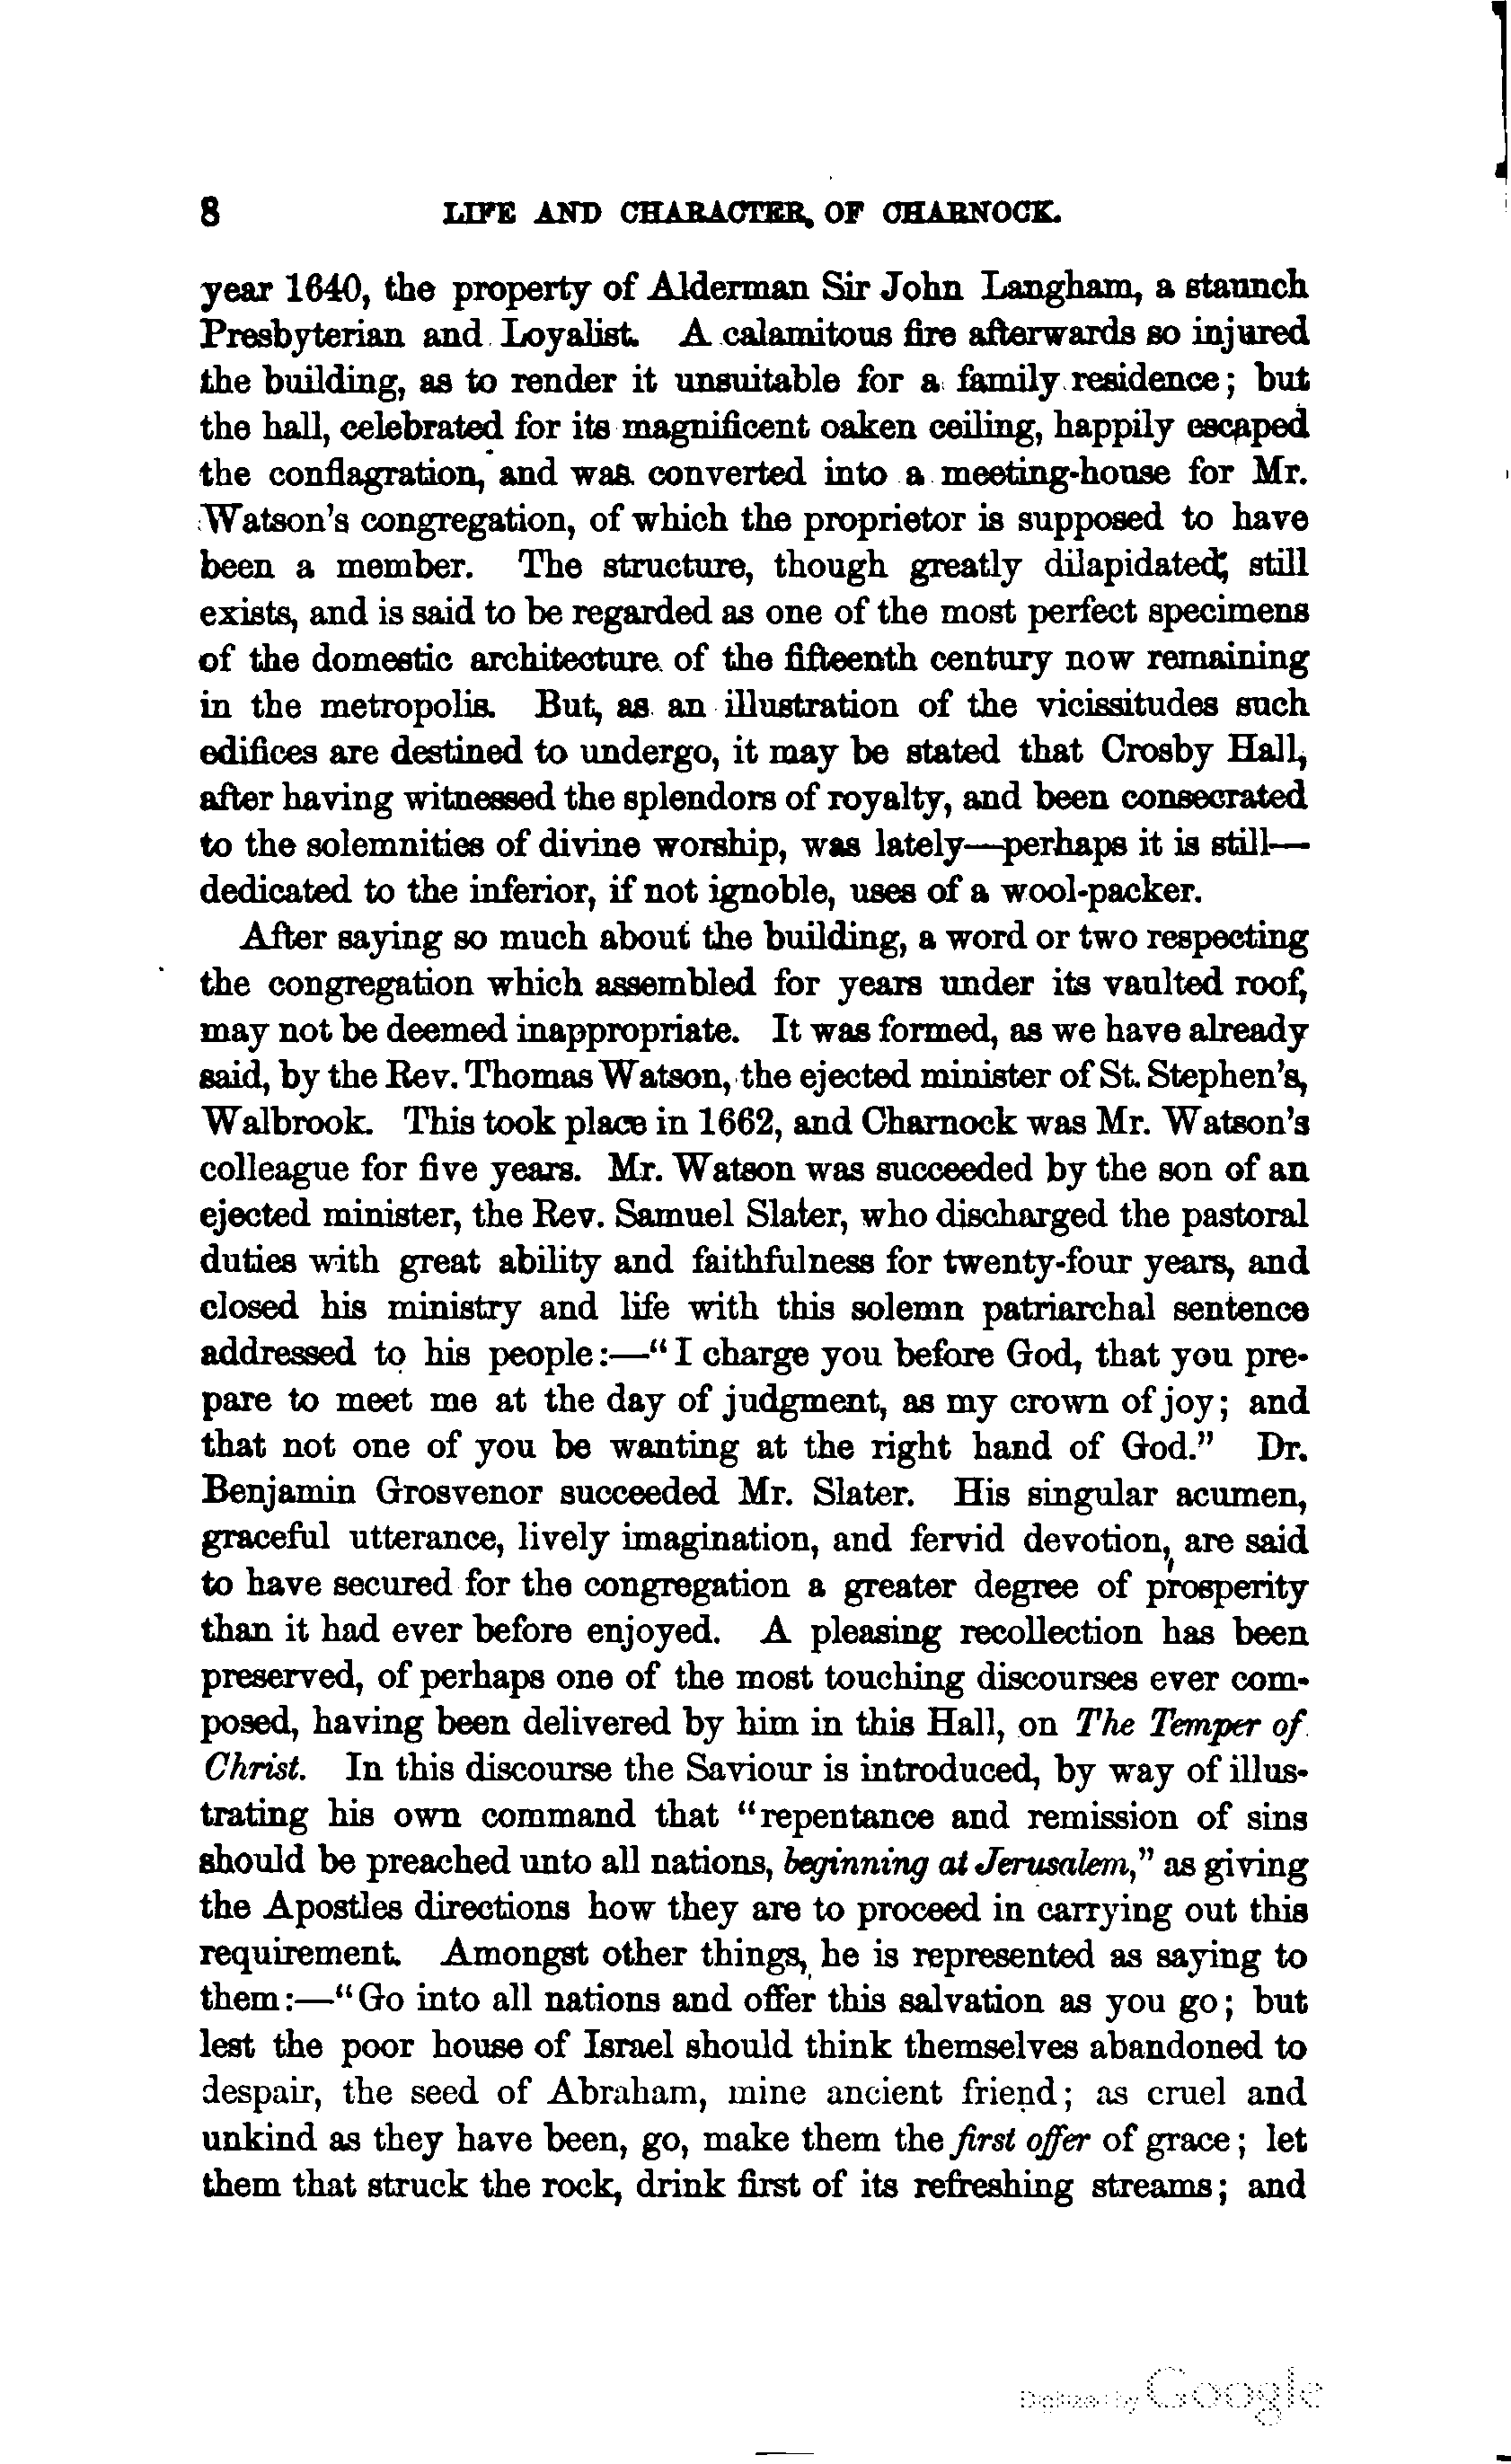 8 LIFE AND CHARACTER OF CHARNOCK.
year 1640, the property of Alderman Sir John Langham, a staunch
Presbyterian and Loyalist. A calamitous fire afterwards so injured
the building, as to render it unsuitable for a family residence; but
the hall, celebrated for its magnificent oaken ceiling, happily escaped
the conflagration, and was converted into a meeting-house for Mr.
Watson's congregation, of which the proprietor is supposed to have
been a member. The structure, though greatly dilapidated, still
exists, and is said to be regarded as one of the most perfect specimens
of the domestic architecture of the fifteenth century now remaining
in the metropolis. But, as an illustration of the vicissitudes such
edifices are destined to undergo, it may be stated that Crosby Hall,
after having witnessed the splendors of royalty, and been consecrated
to the solemnities of divine worship, was lately—perhaps it is still—
dedicated to the inferior, if not ignoble, uses of a wool-packer.
After saying so much about the building, a word or two respecting
the congregation which assembled for years under its vaulted roof,
may not be deemed inappropriate. It was formed, as we have already
said, by the Rev. Thomas Watson, the ejected minister of St. Stephen's,
Walbrook. This took place in 1662, and Charnock was Mr. Watson's
colleague for five years. Mr. Watson was succeeded by the son of an
ejected minister, the Rev. Samuel Slater, who discharged the pastoral
duties with great ability and faithfulness for twenty-four years, and
closed his ministry and life with this solemn patriarchal sentence
addressed to his people:—"I charge you before God, that you pre-
pare to meet me at the day of judgment, as my crown of joy; and
that not one of you be wanting at the right hand of God." Dr.
Benjamin Grosvenor succeeded Mr. Slater. His singular acumen,
graceful utterance, lively imagination, and fervid devotion, are said
to have secured for the congregation a greater degree of prosperity
than it had ever before enjoyed. A pleasing recollection has been
preserved, of perhaps one of the most touching discourses ever com-
posed, having been delivered by him in this Hall, on The Temper of
Christ. In this discourse the Saviour is introduced, by way of illus-
trating his own command that "repentance and remission of sins
should be preached unto all nations, beginning at Jerusalem," as giving
the Apostles directions how they are to proceed in carrying out this
requirement. Amongst other things, he is represented as saying to
them:—"Go into all nations and offer this salvation as you go; but
lest the poor house of Israel should think themselves abandoned to
despair, the seed of Abraham, mine ancient friend; as cruel and
unkind as they have been, go, make them the first offer of grace; let
them that struck the rock, drink first of its refreshing streams; and
Digitized by Google